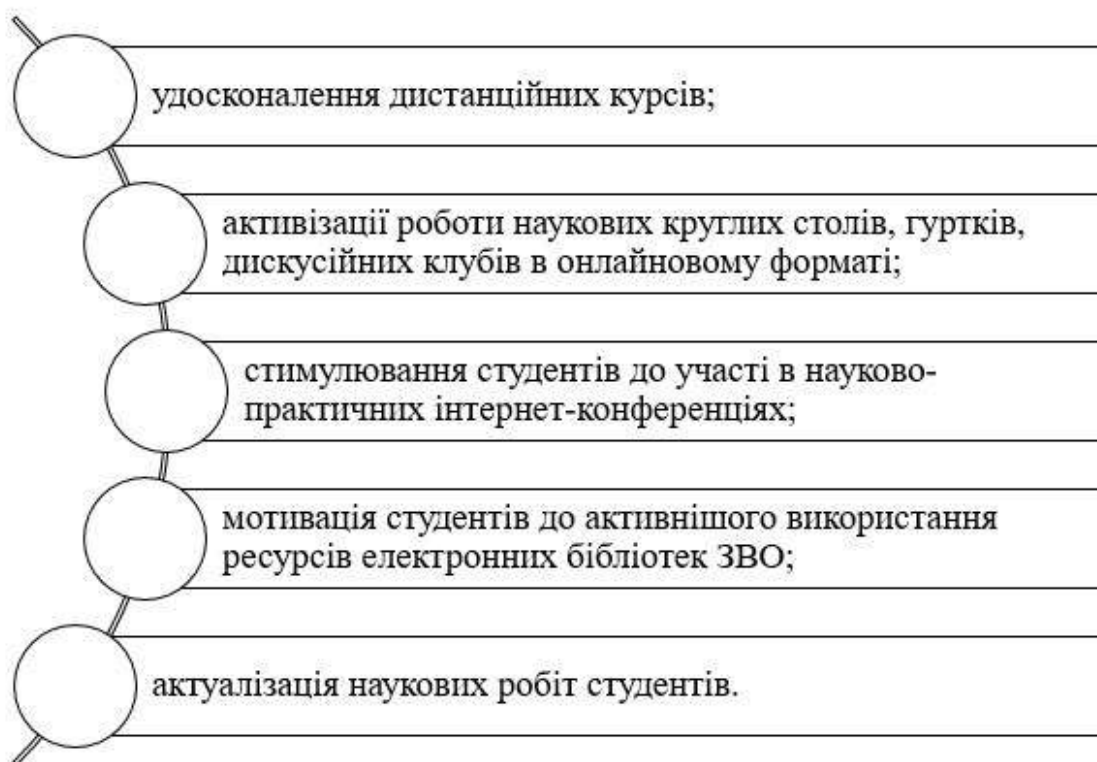 удосконалення дистанційних курсів;
активізації роботи наукових круглих столів, гуртків,
дискусійних клубів в онлайновому форматі;
стимулювання студентів до участі в науково-
практичних інтернет-конференціях;
мотивація студентів до активнішого використання
ресурсів електронних бібліотек ЗВО;
актуалізація наукових робіт студентів.